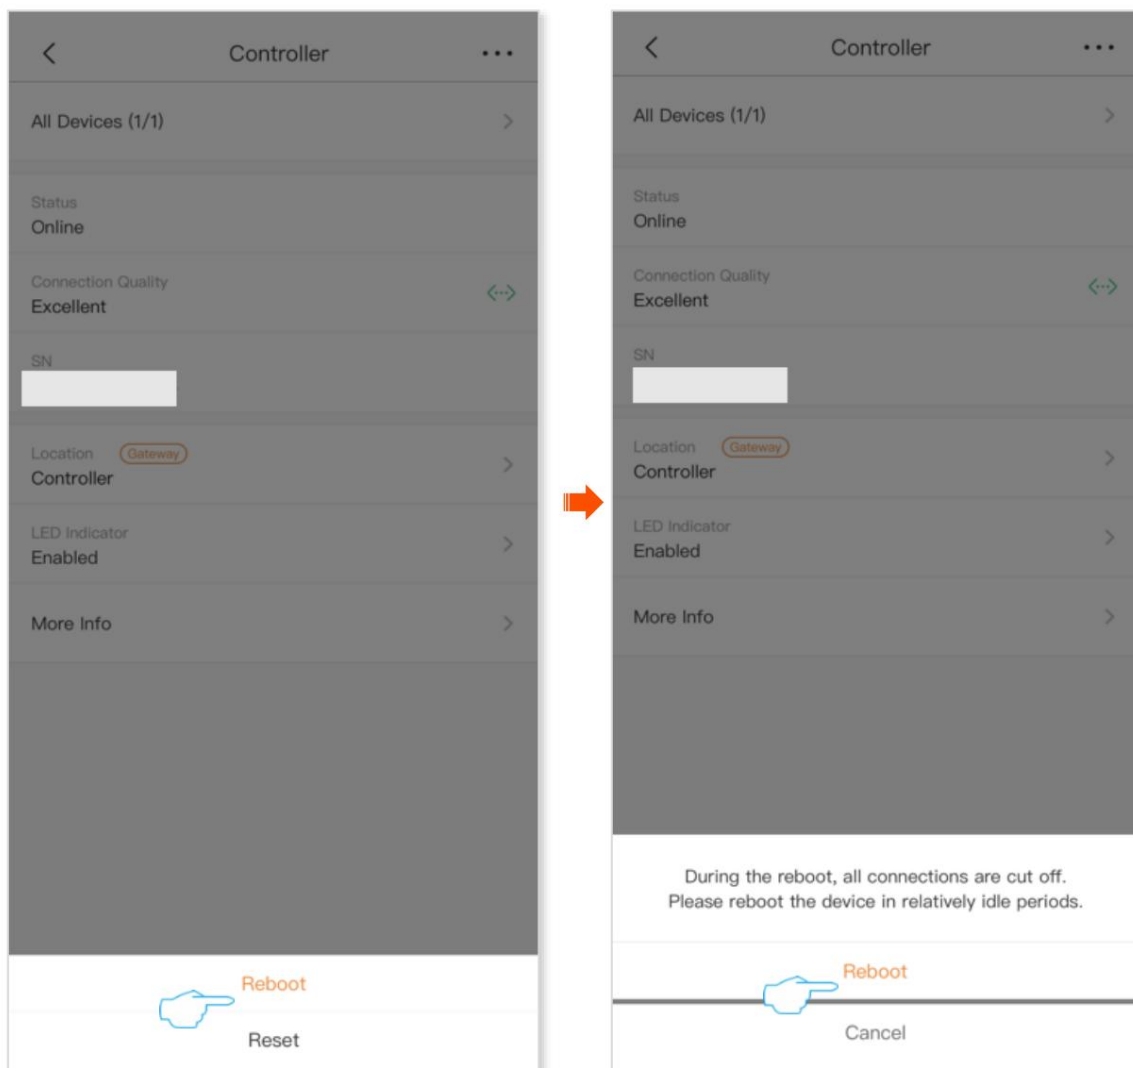 Controller
All Devices (1/1)
Status
Online
Connection Quality
Excellent
SN
Location Gateway
Controller
LED Indicator
Enabled
More Info
Reboot
Reset
Controller
All Devices (1/1)
Status
Online
Connection Quality
Excellent
SN
Location Gateway
Controller
LED Indicator
Enabled
More Info
During the reboot, all connections are cut off.
Please reboot the device in relatively idle periods.
Reboot
Cancel